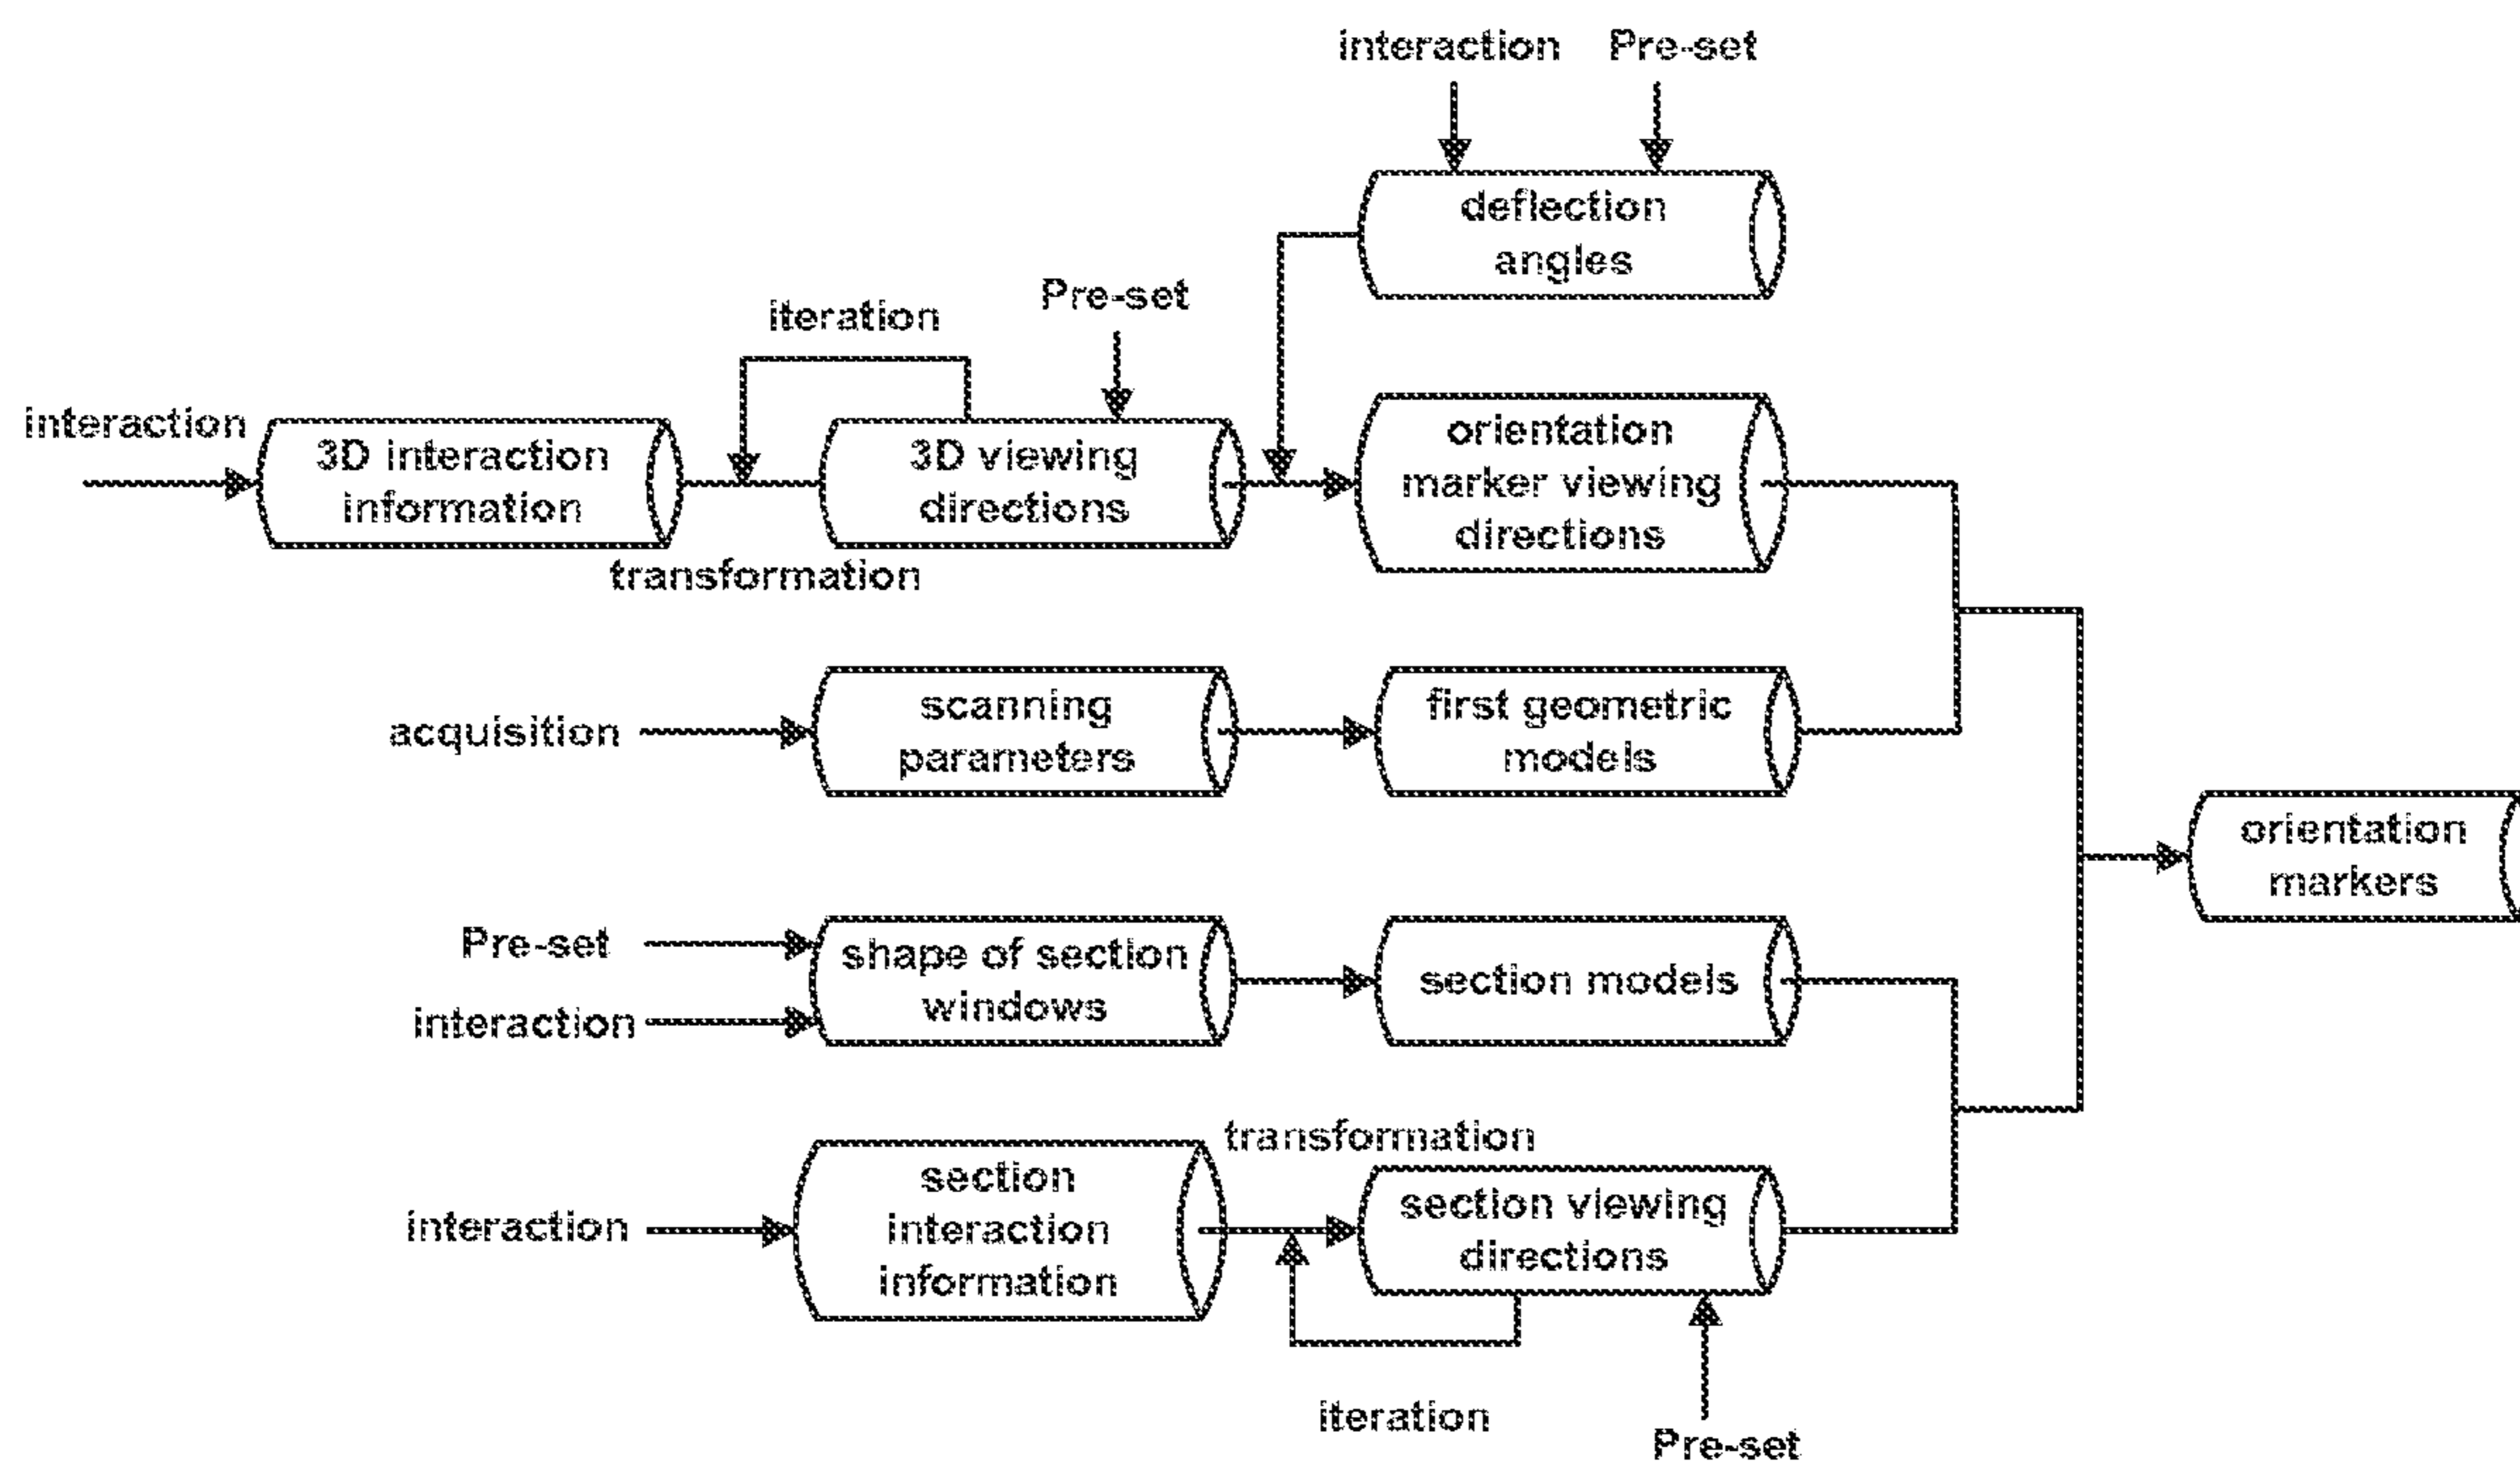 interaction Pre-set
deflection
angles
Pre-set
iteration
interaction
3D interaction
information
3D viewing
directions
orientation
marker viewing
directions
transformation
acquisition
scanning
parameters
first geometric
models
orientation
markers
Pre-set
interaction
shape of section
windows
section models
transformation
interaction
section
interaction
information
section viewing
directions
iteration
Pre-set